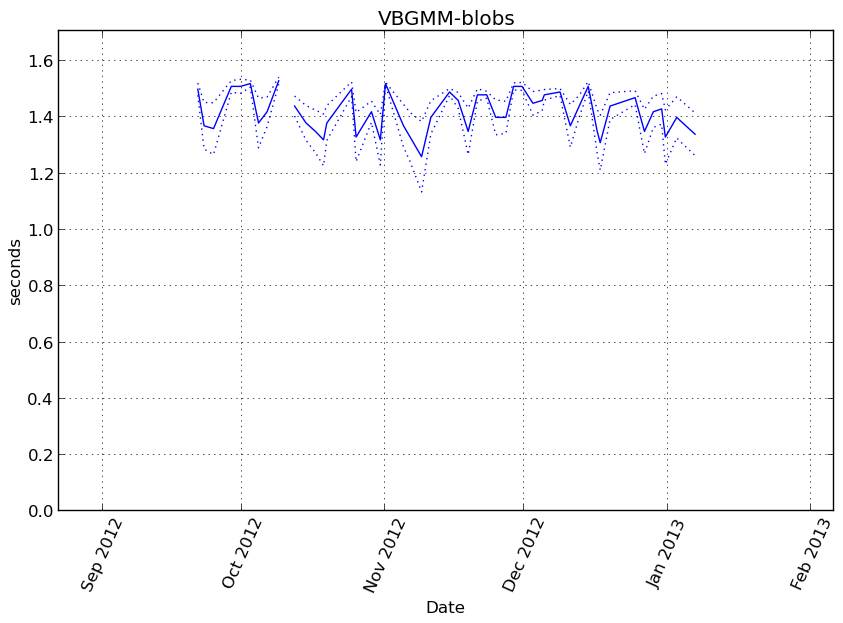 VBGMM-blobs
1.6
1.4
1.2
1.0
0.8
0.6
0.4
0.2
0.0
seconds
Sep 2012
Oct 2012
Nov 2012
Dec 2012
Jan 2013
Feb 2013
Date